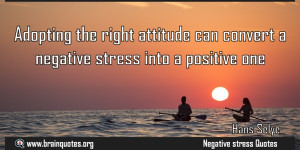 Adopting the right attitude can convert a
negative stress into a positive one
Hans Selye
www.brainquotes.org
Negative stress Quotes